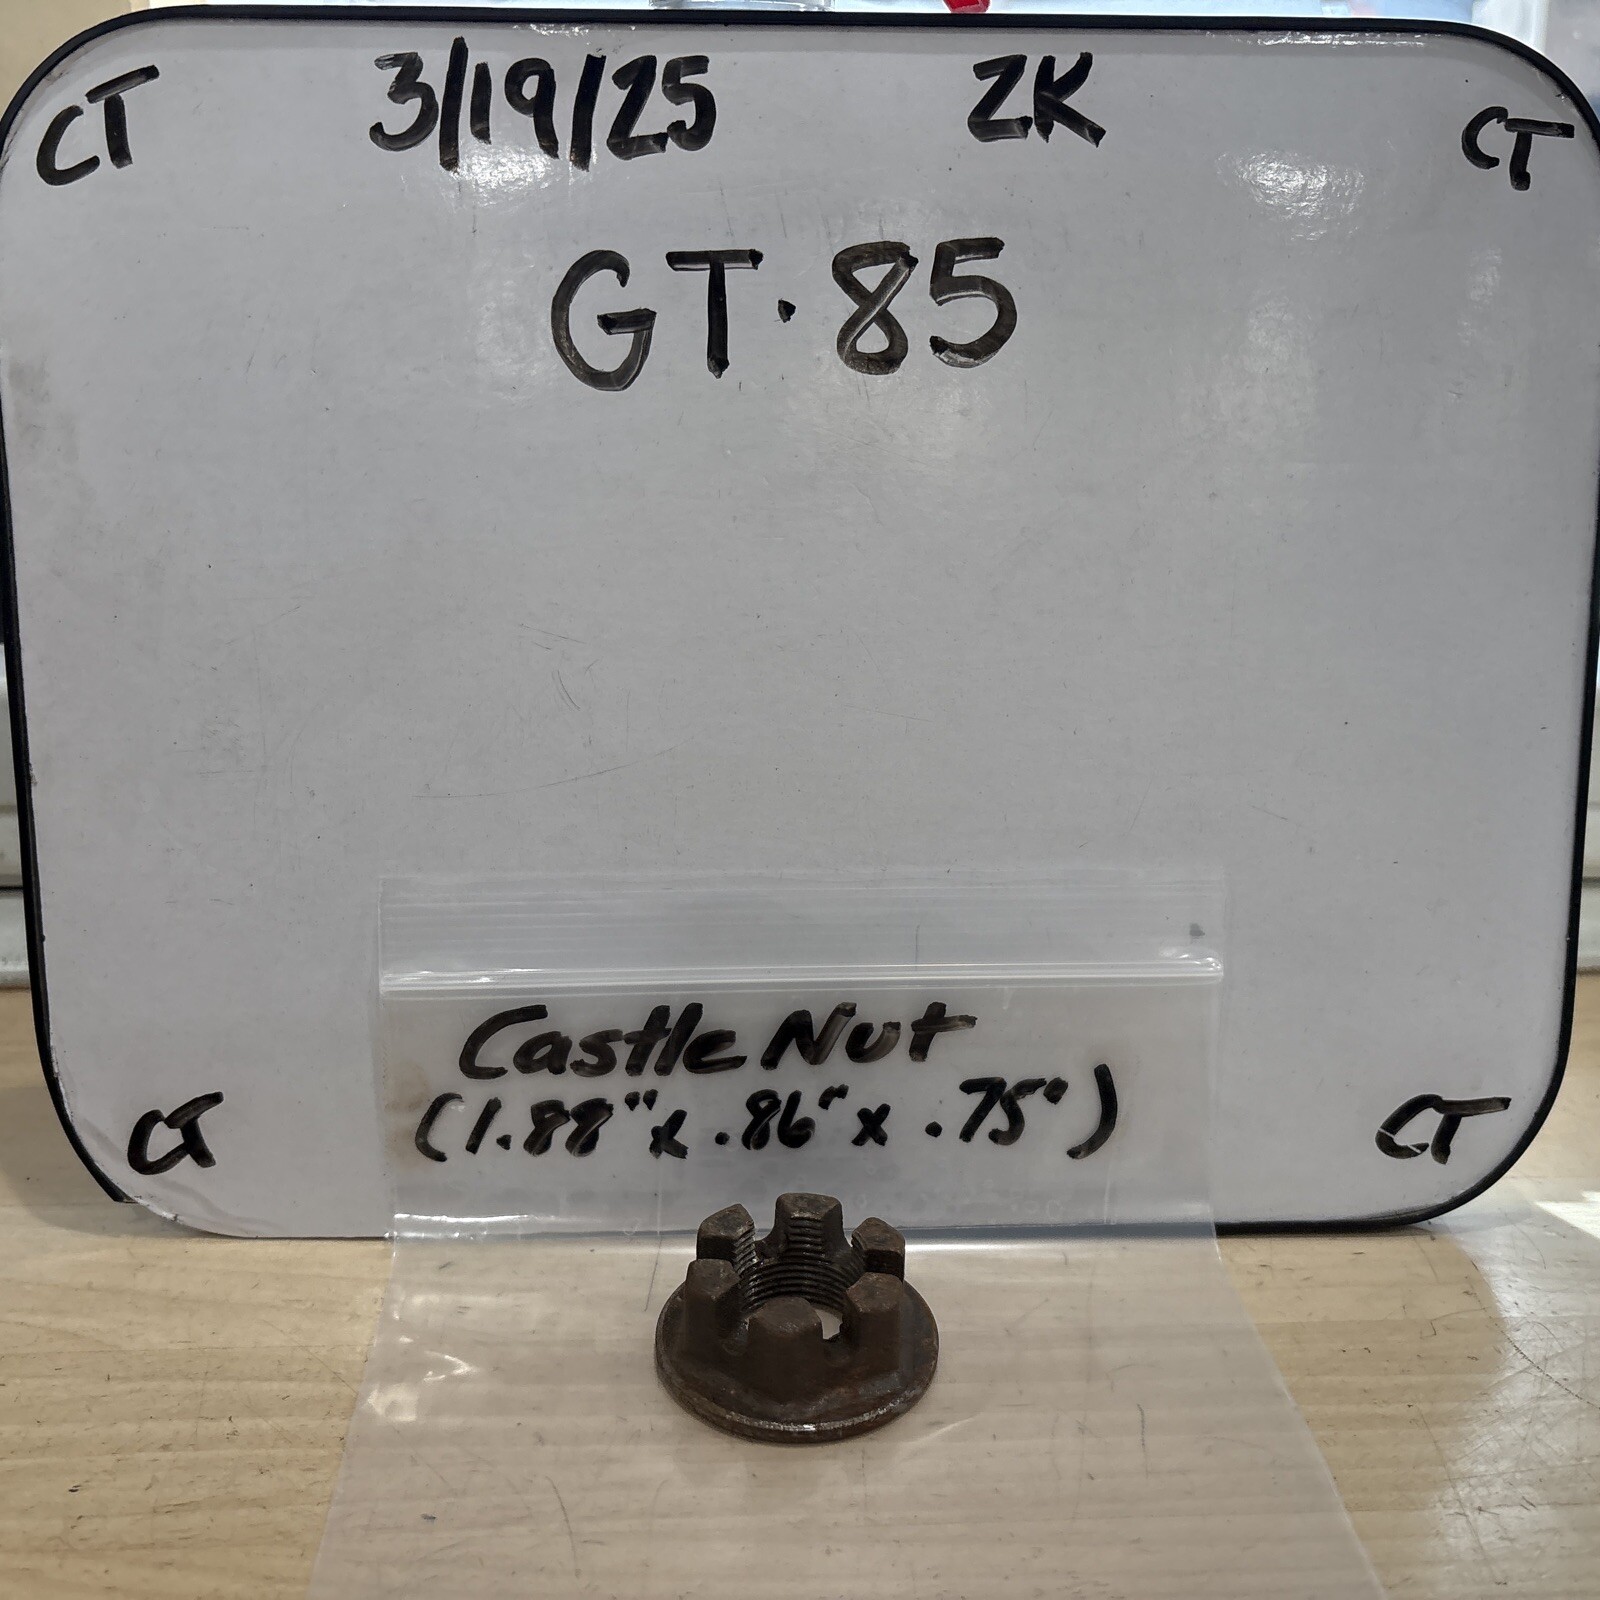 CT 3/19/25 ZK CT
GT·85
Castle Nut
(1.88" x .86" x .75")
CT CT